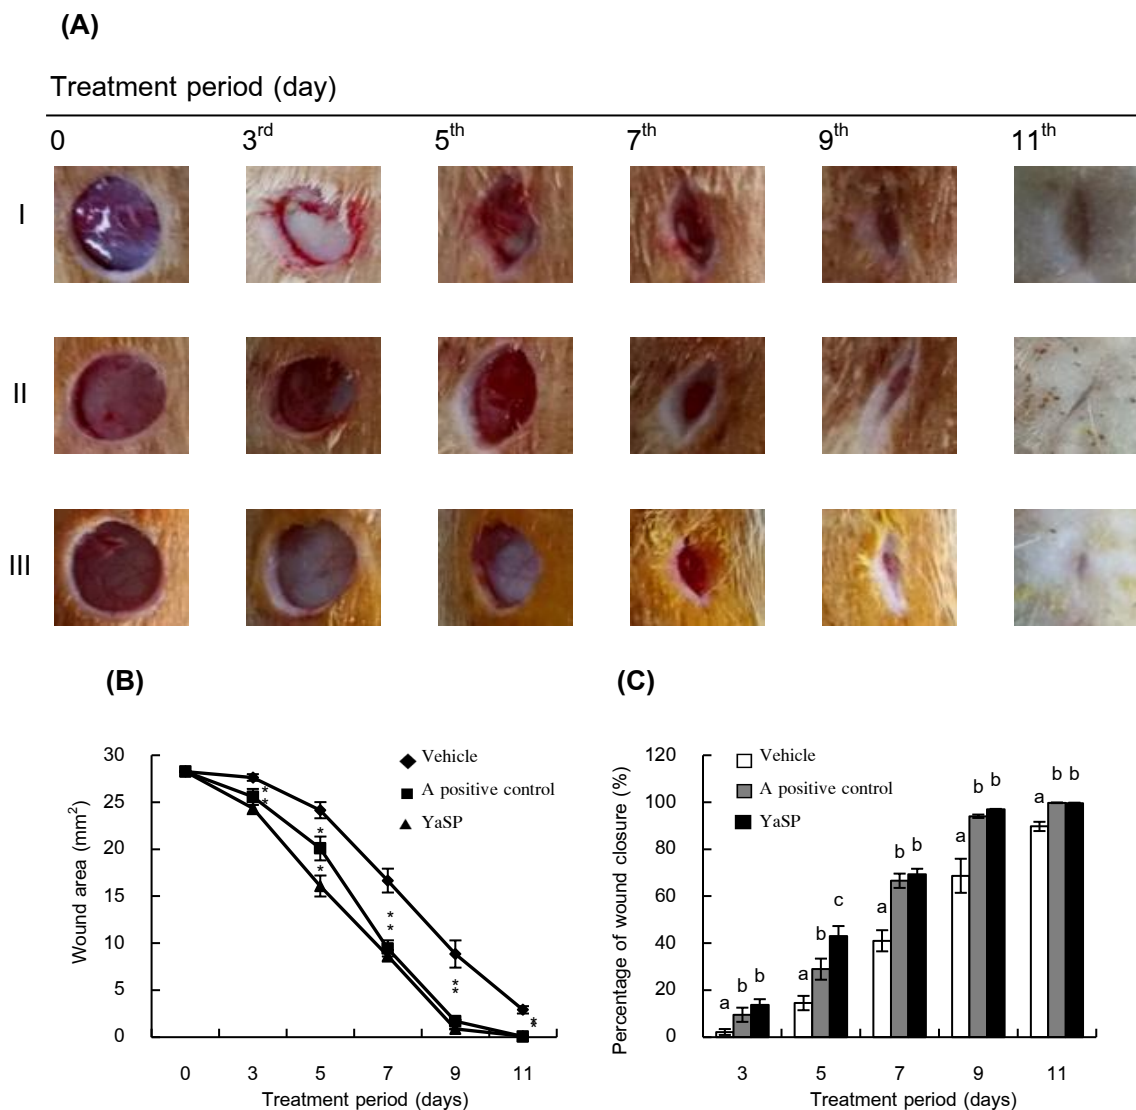 (A)
Treatment period (day)
0 3rd 5th 7th 9th 11th
I
II
III
(B)
Wound area (mm2)
30
25
20
15
10
5
0
Vehicle
A positive control
YaSP
*
*
*
*
*
*
*
*
*
*
0 3 5 7 9 11
Treatment period (days)
(C)
Percentage of wound closure (%)
120
100
80
60
40
20
0
Vehicle
A positive control
YaSP
a b b
a b c
a b b
a b b
a b b
3 5 7 9 11
Treatment period (days)